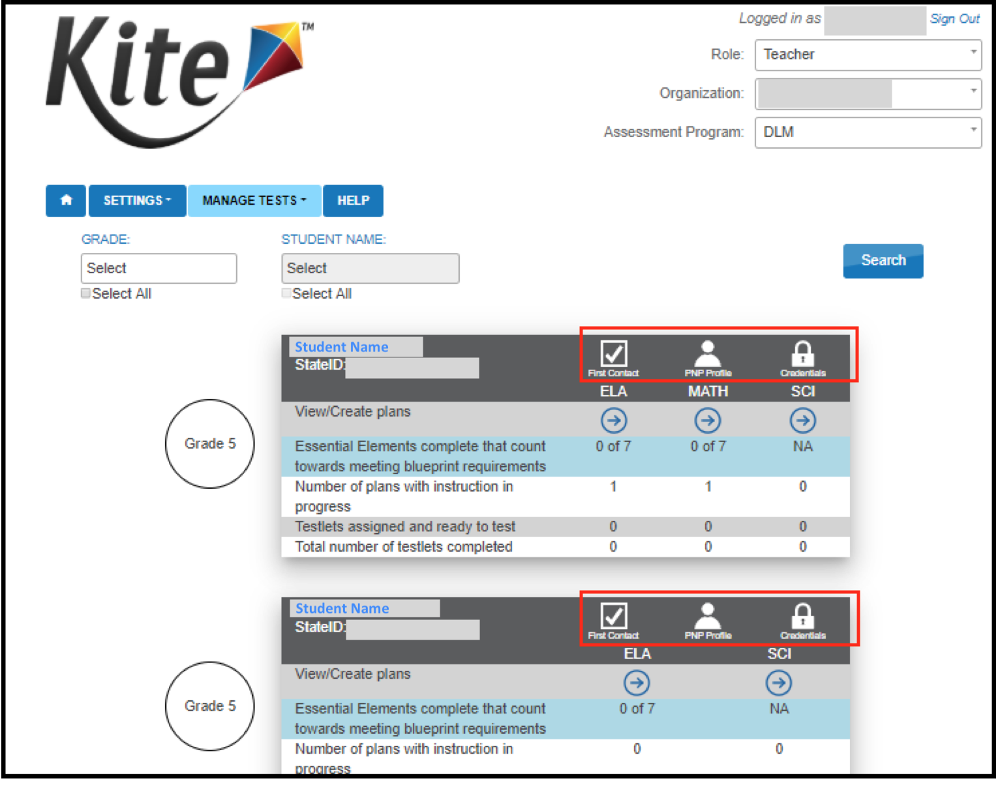 Kite™
Logged in as Sign Out
Role: Teacher
Organization:
Assessment Program: DLM
SETTINGS MANAGE TESTS HELP
GRADE: STUDENT NAME:
Select Select Search
Select All Select All
Student Name
StateID:
First Contact PNP Profile Credentials
ELA MATH SCI
Grade 5
View/Create plans
Essential Elements complete that count 0 of 7 0 of 7 NA
towards meeting blueprint requirements
Number of plans with instruction in 1 1 0
progress
Testlets assigned and ready to test 0 0 0
Total number of testlets completed 0 0 0
Student Name
StateID:
First Contact PNP Profile Credentials
ELA SCI
Grade 5
View/Create plans
Essential Elements complete that count 0 of 7 NA
towards meeting blueprint requirements
Number of plans with instruction in 0 0
progress